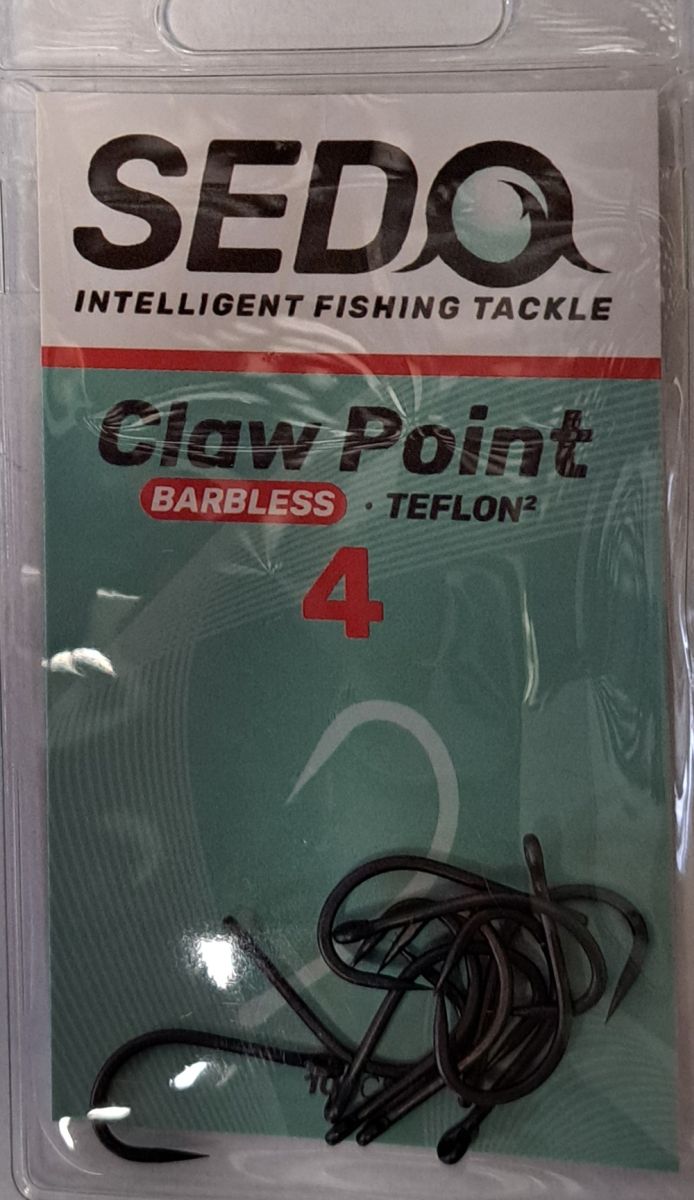 SEDO
INTELLIGENT FISHING TACKLE
Claw Point
BARBLESS · TEFLON²
4